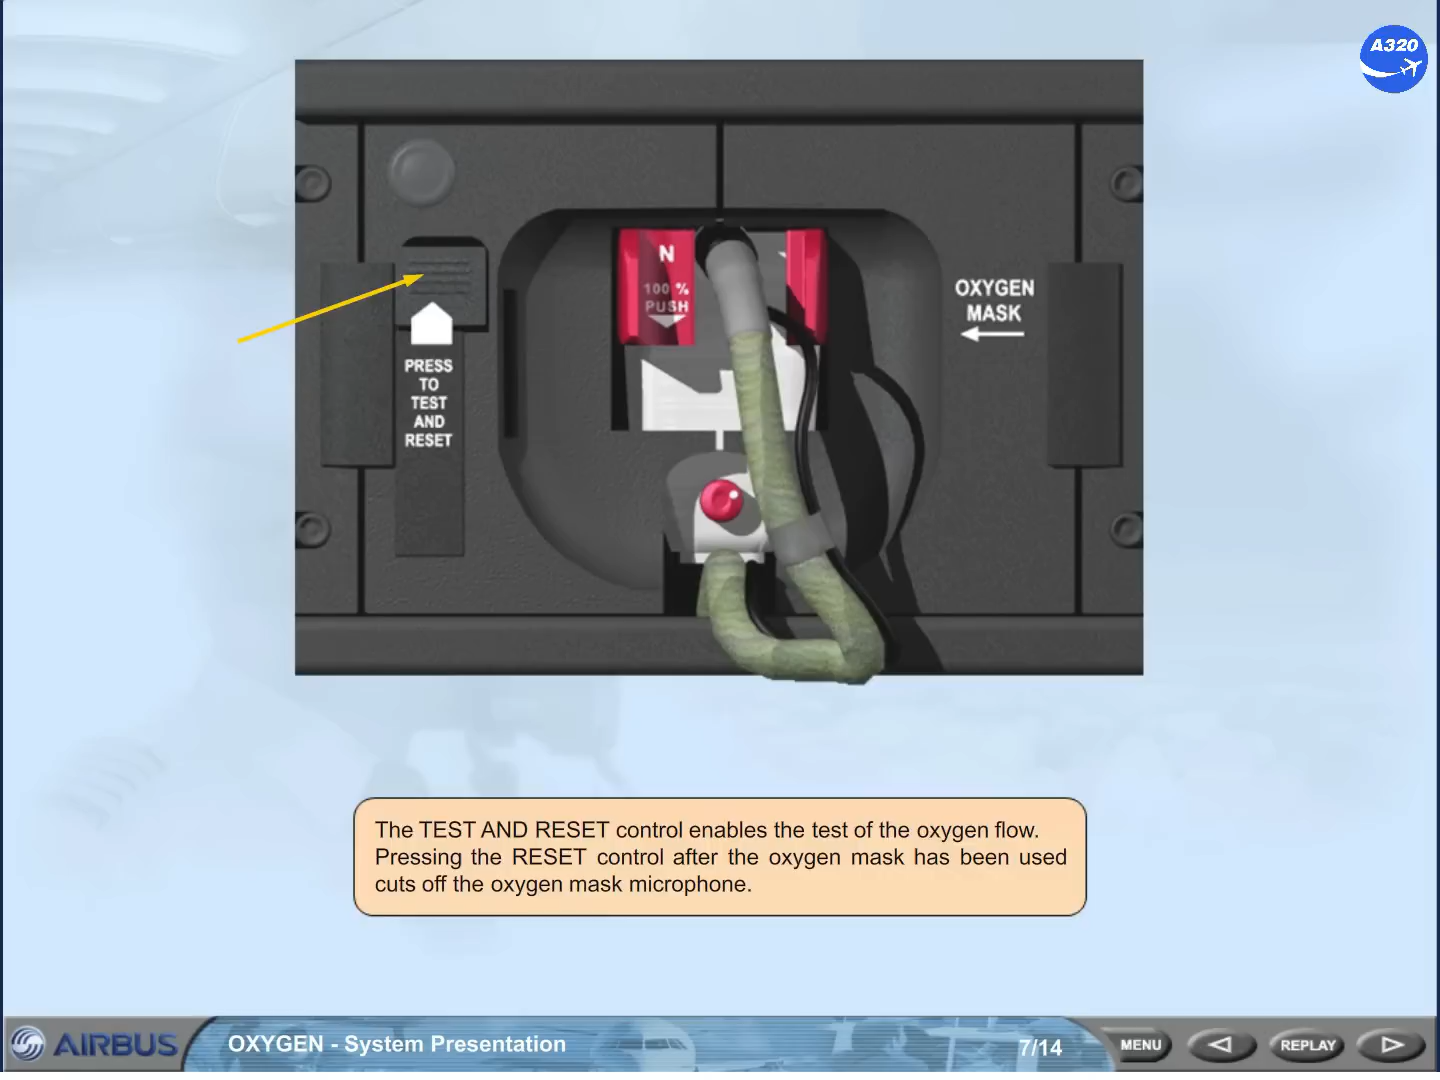 A320
N
100 %
PUSH
OXYGEN
MASK
PRESS
TO
TEST
AND
RESET
The TEST AND RESET control enables the test of the oxygen flow.
Pressing the RESET control after the oxygen mask has been used
cuts off the oxygen mask microphone.
AIRBUS
OXYGEN - System Presentation
7/14
MENU
REPLAY